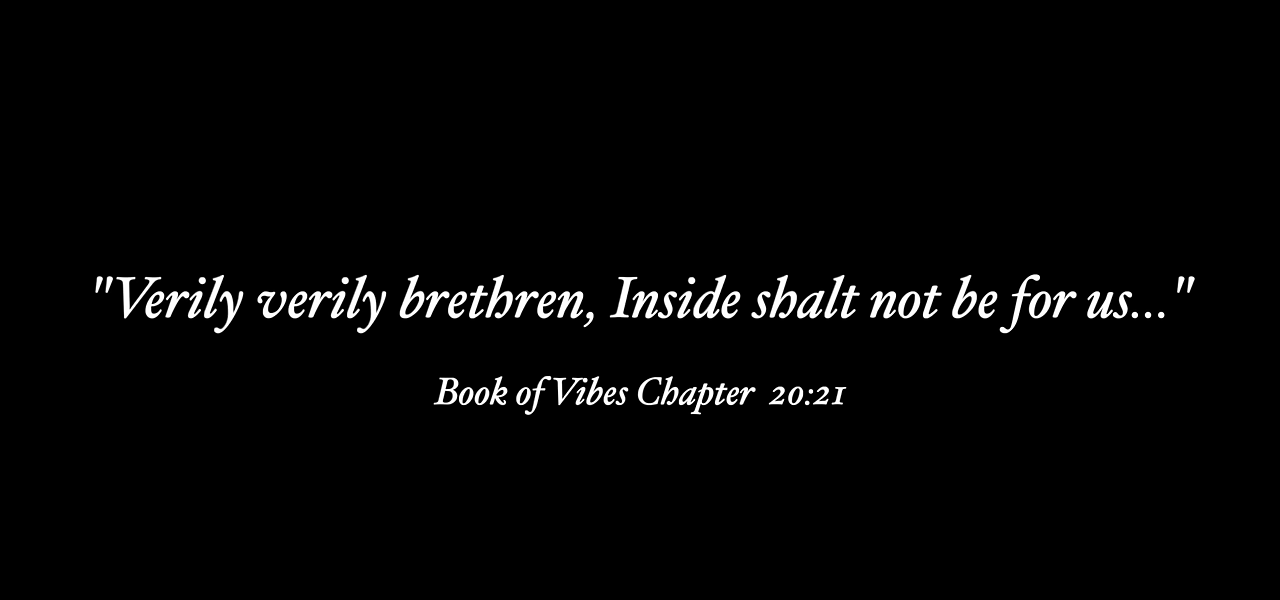 "Verily verily brethren, Inside shalt not be for us..."
Book of Vibes Chapter 20:21